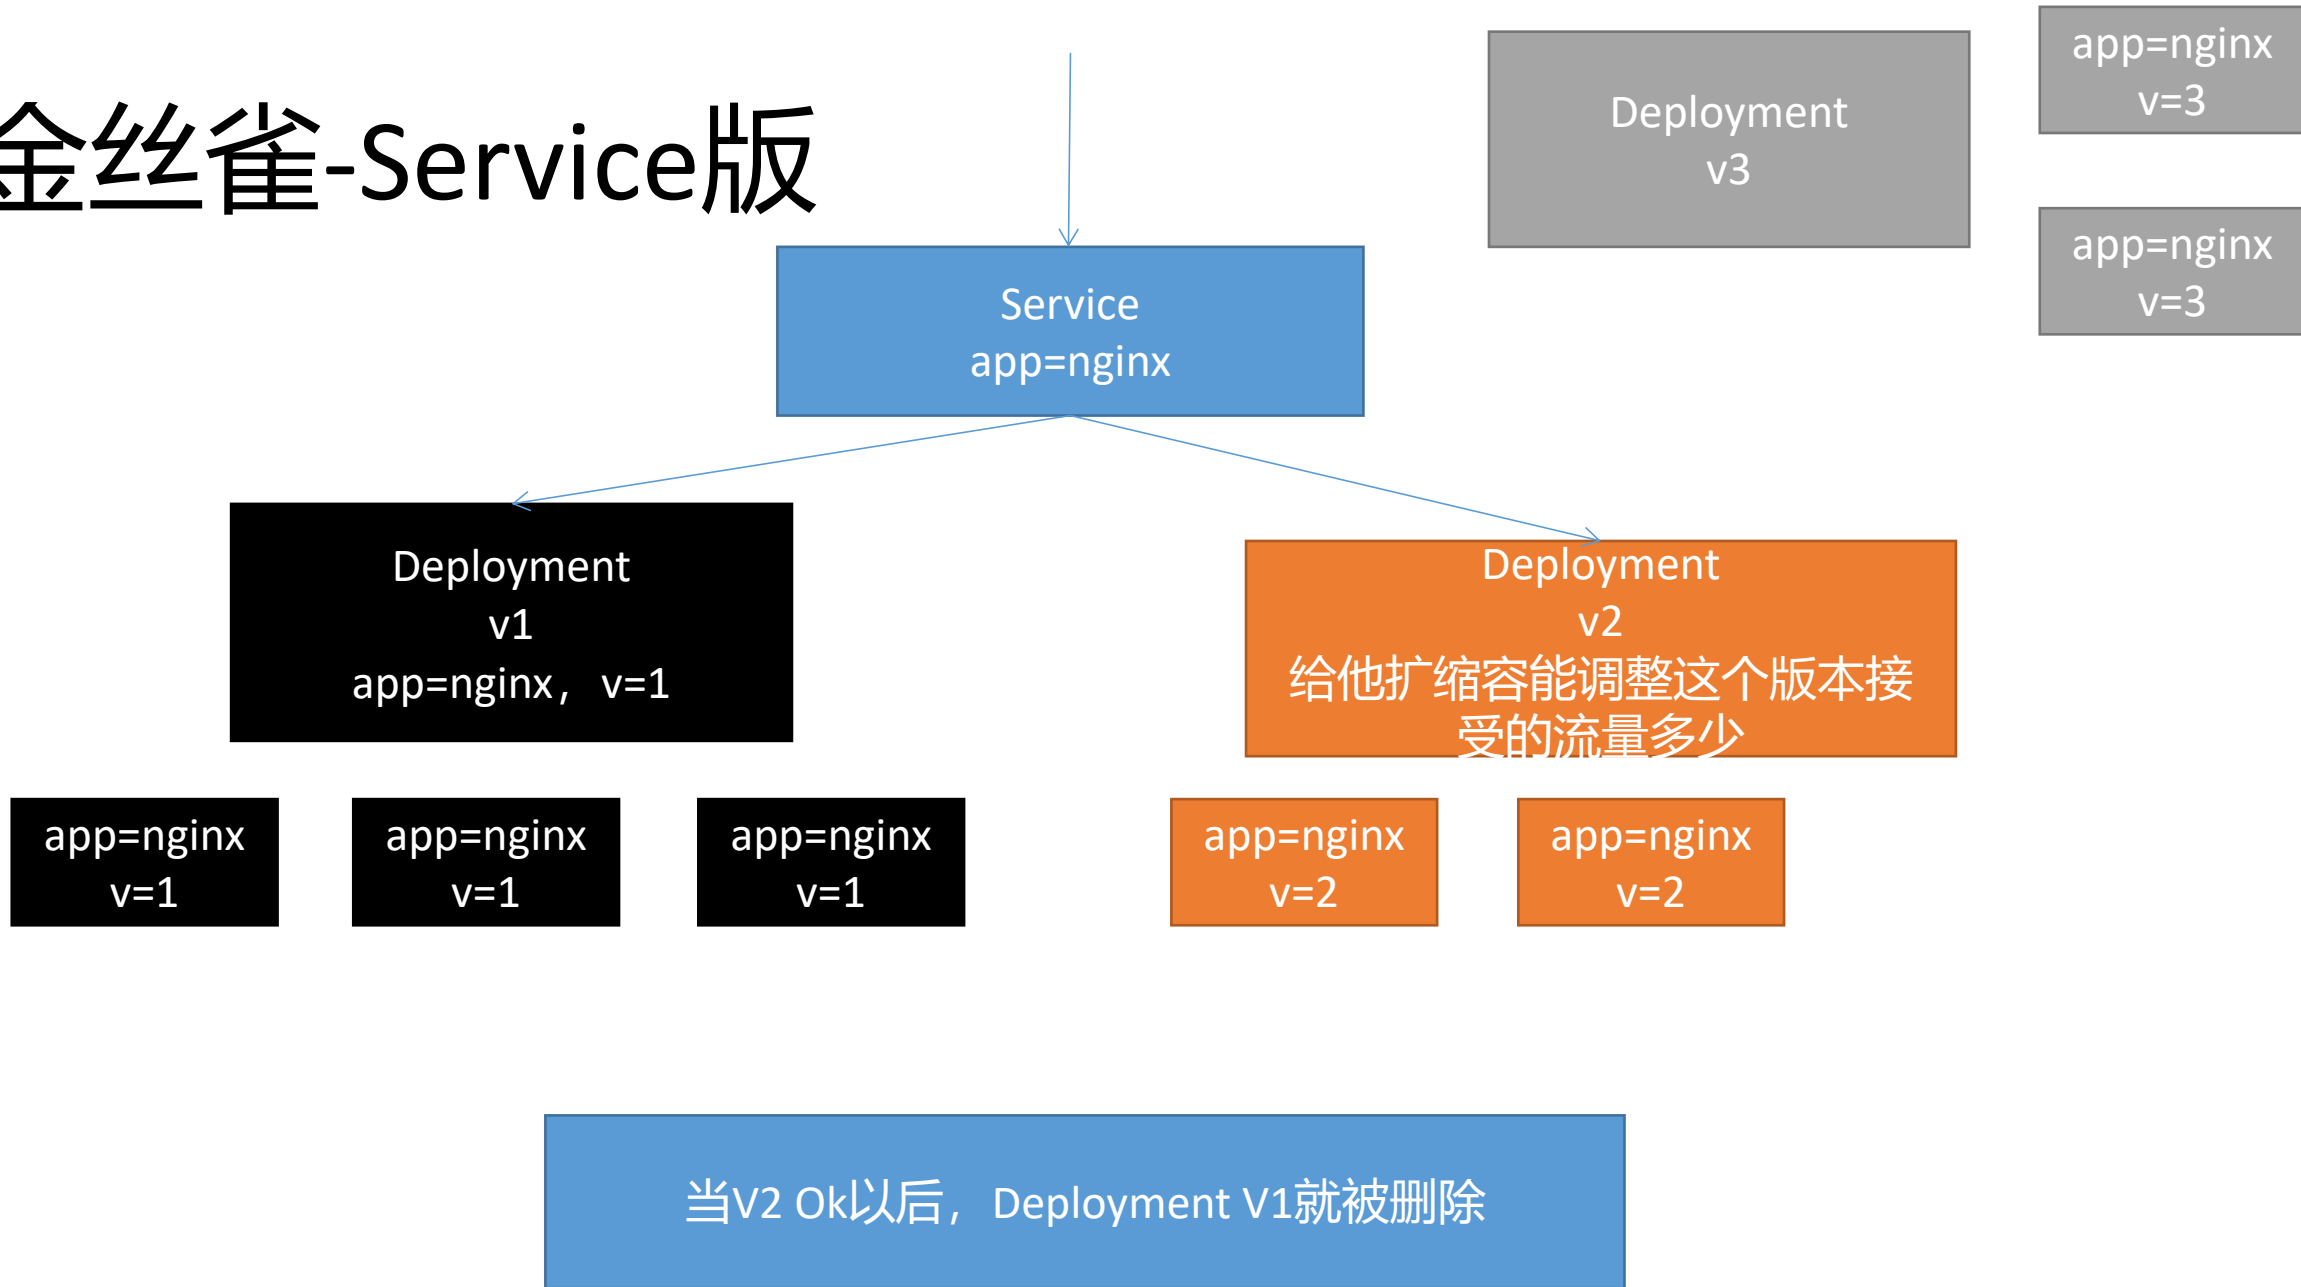 金丝雀-Service版
Deployment
v3
app=nginx
v=3
app=nginx
v=3
Service
app=nginx
Deployment
v1
app=nginx，v=1
Deployment
v2
给他扩缩容能调整这个版本接
受的流量多少
app=nginx
v=1
app=nginx
v=1
app=nginx
v=1
app=nginx
v=2
app=nginx
v=2
当V2 Ok以后，Deployment V1就被删除